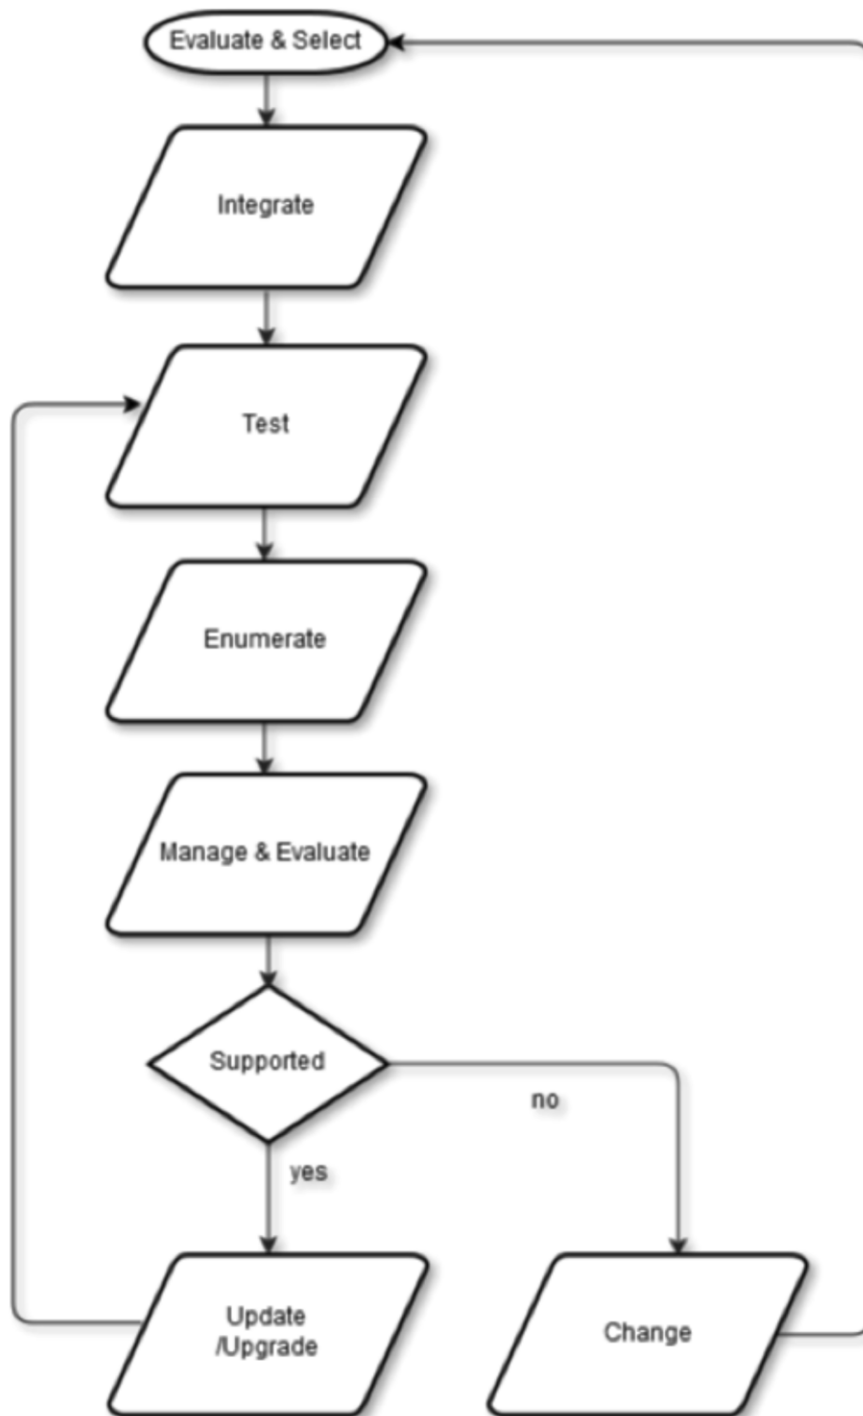 Evaluate & Select
Integrate
Test
Enumerate
Manage & Evaluate
Supported
no
yes
Update
/Upgrade
Change